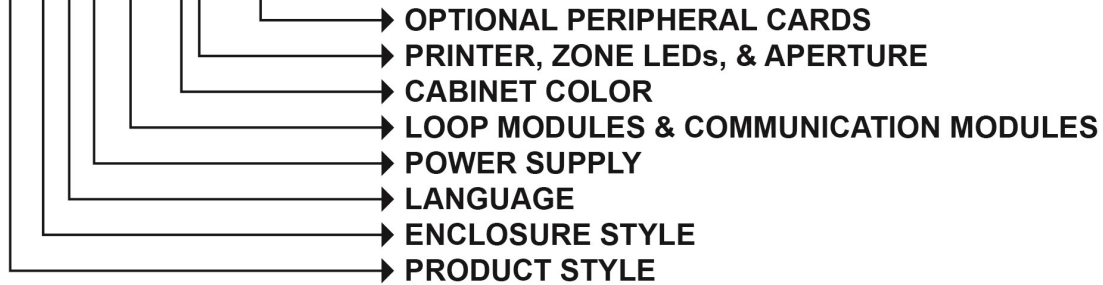 OPTIONAL PERIPHERAL CARDS
PRINTER, ZONE LEDs, & APERTURE
CABINET COLOR
LOOP MODULES & COMMUNICATION MODULES
POWER SUPPLY
LANGUAGE
ENCLOSURE STYLE
PRODUCT STYLE